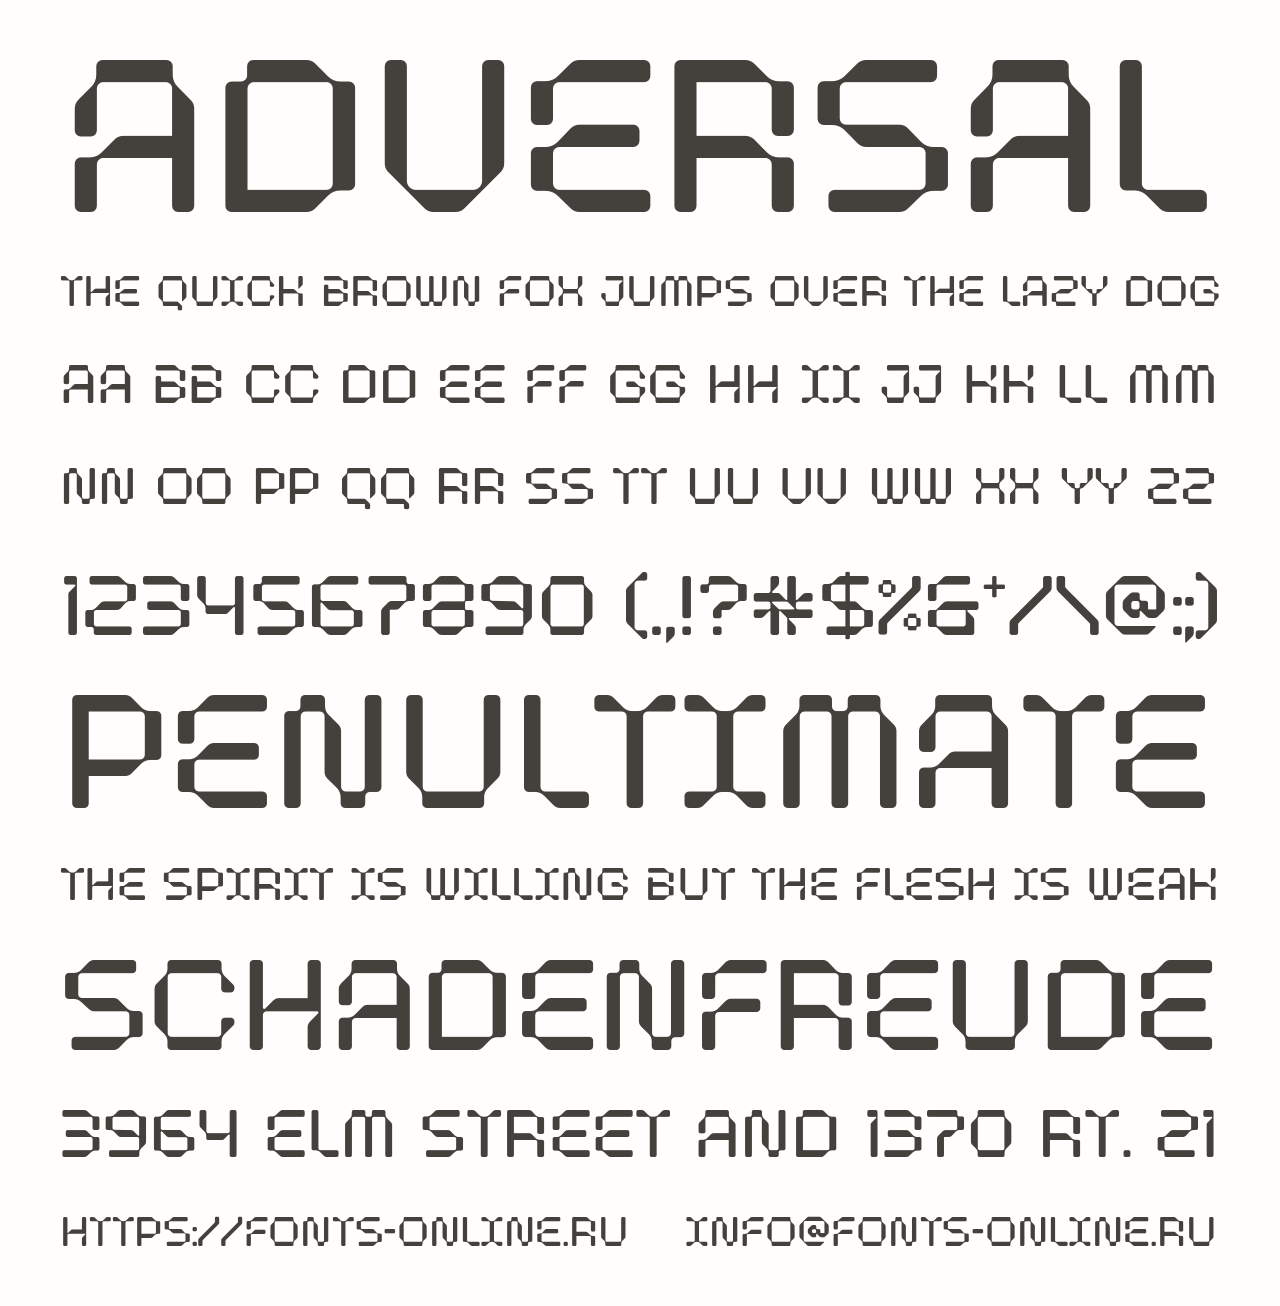 ADVERSAL
THE QUICK BROWN FOX JUMPS OVER THE LAZY DOG
AA BB CC DD EE FF GG HH II JJ KK LL MM
NN OO PP QQ RR SS TT UU VV WW XX YY ZZ
1234567890 (.,!?#$%&+/\@:;)
PENULTIMATE
THE SPIRIT IS WILLING BUT THE FLESH IS WEAK
SCHADENFREUDE
3964 ELM STREET AND 1370 RT. 21
HTTPS://FONTS-ONLINE.RU INFO@FONTS-ONLINE.RU